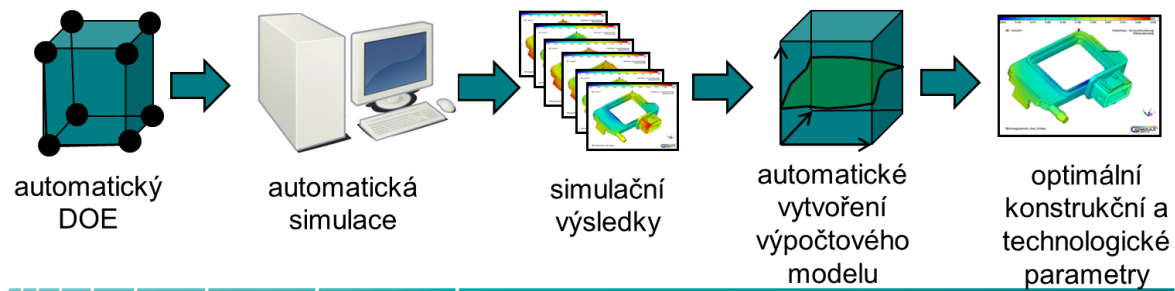 automatický
DOE
automatická
simulace
simulační
výsledky
automatické
vytvoření
výpočtového
modelu
optimální
konstrukční a
technologické
parametry